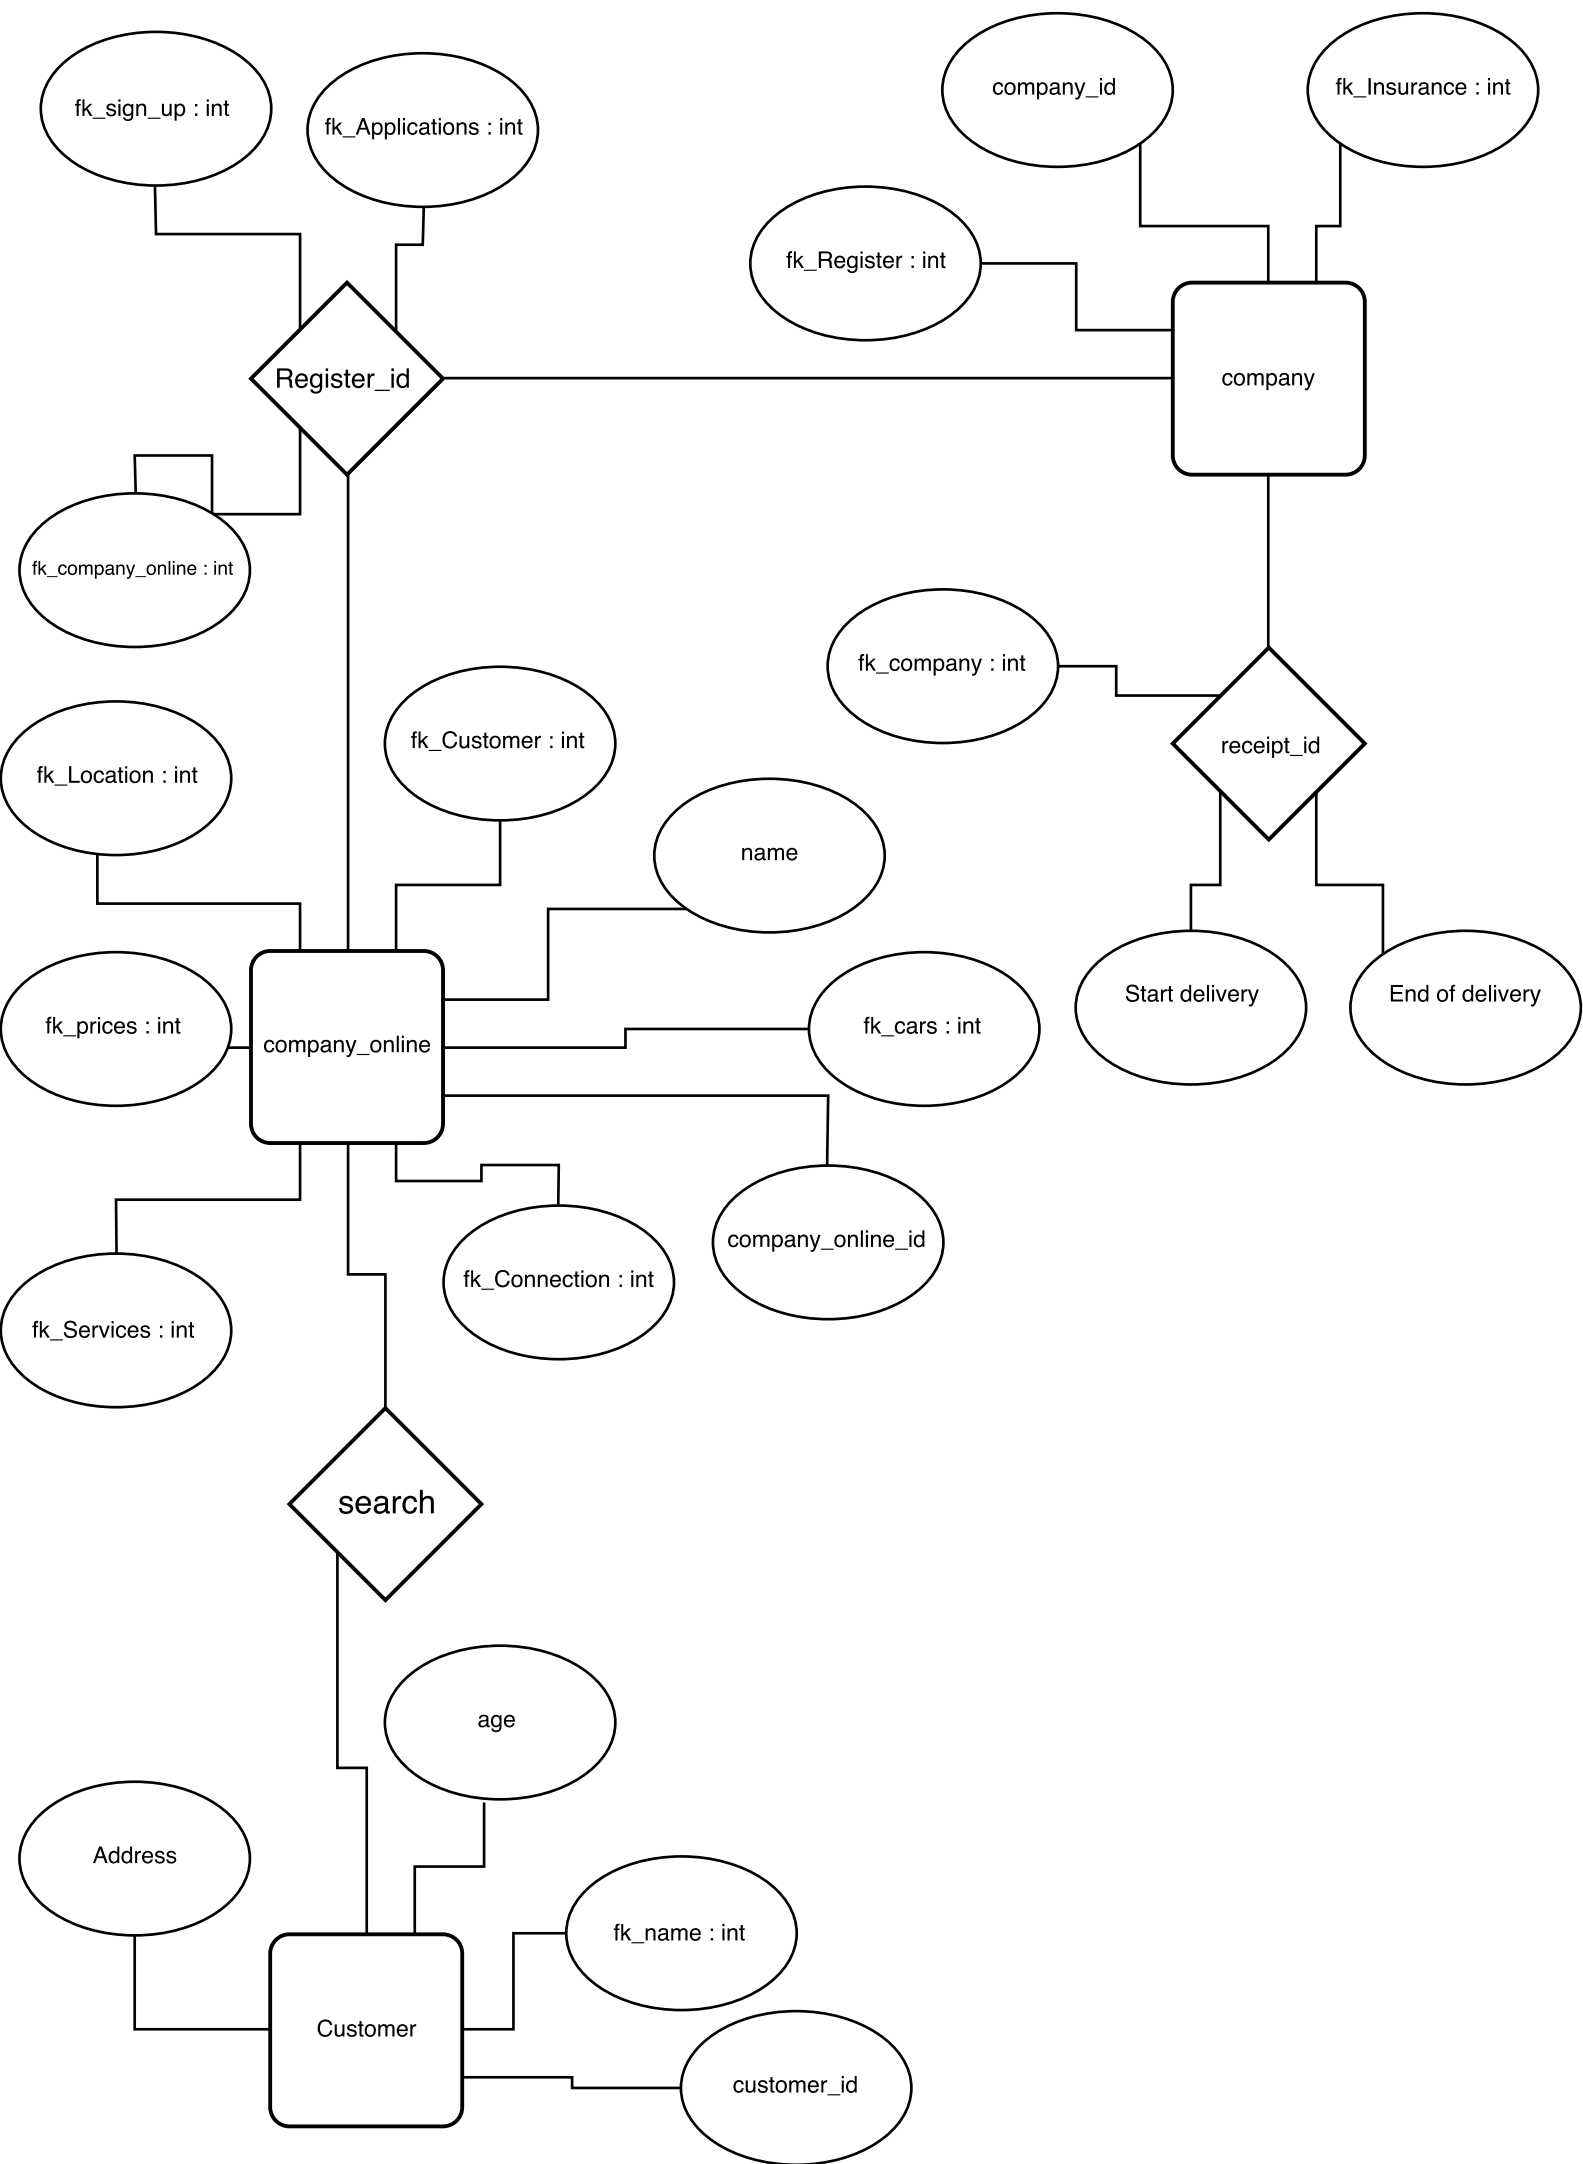 company_id
fk_Insurance : int
fk_sign_up : int
fk_Applications : int
fk_Register : int
Register_id
company
fk_company_online : int
fk_company : int
fk_Customer : int
receipt_id
fk_Location : int
name
Start delivery
End of delivery
fk_prices : int
fk_cars : int
company_online
company_online_id
fk_Connection : int
fk_Services : int
search
age
Address
fk_name : int
Customer
customer_id